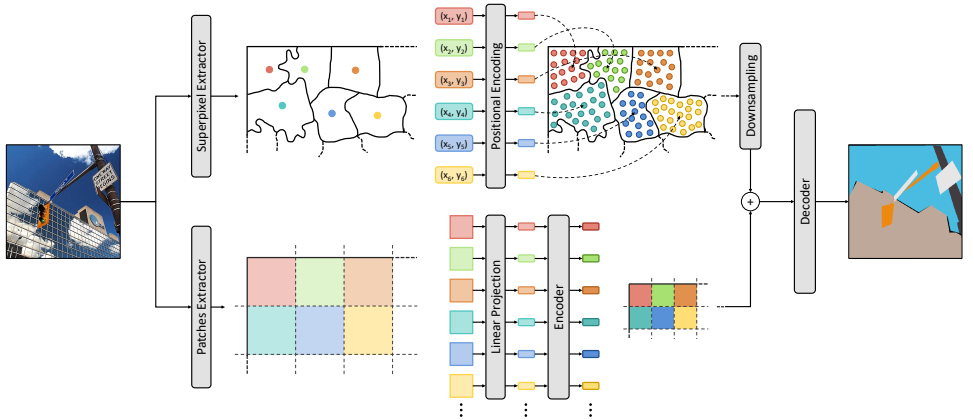 Superpixel Extractor
(x₁, y₁)
(x₂, y₂)
(x₃, y₃)
(x₄, y₄)
(x₅, y₅)
(x₆, y₆)
Positional Encoding
Downsampling
+
Decoder
Patches Extractor
Linear Projection
Encoder